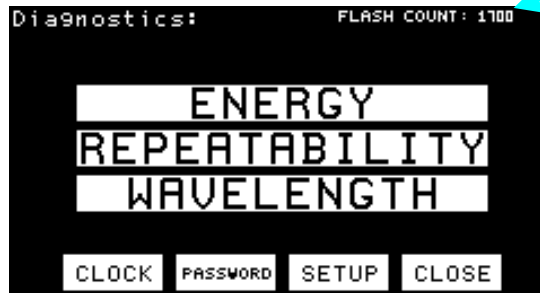 Diagnostics: FLASH COUNT: 1700
ENERGY
REPEATABILITY
WAVELENGTH
CLOCK PASSWORD SETUP CLOSE